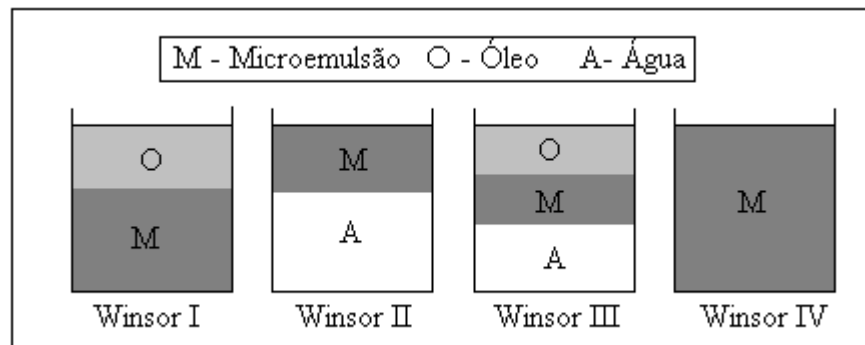 M - Microemulsão O - Óleo A- Água
O M
M A
O M A
M
Winsor I Winsor II Winsor III Winsor IV